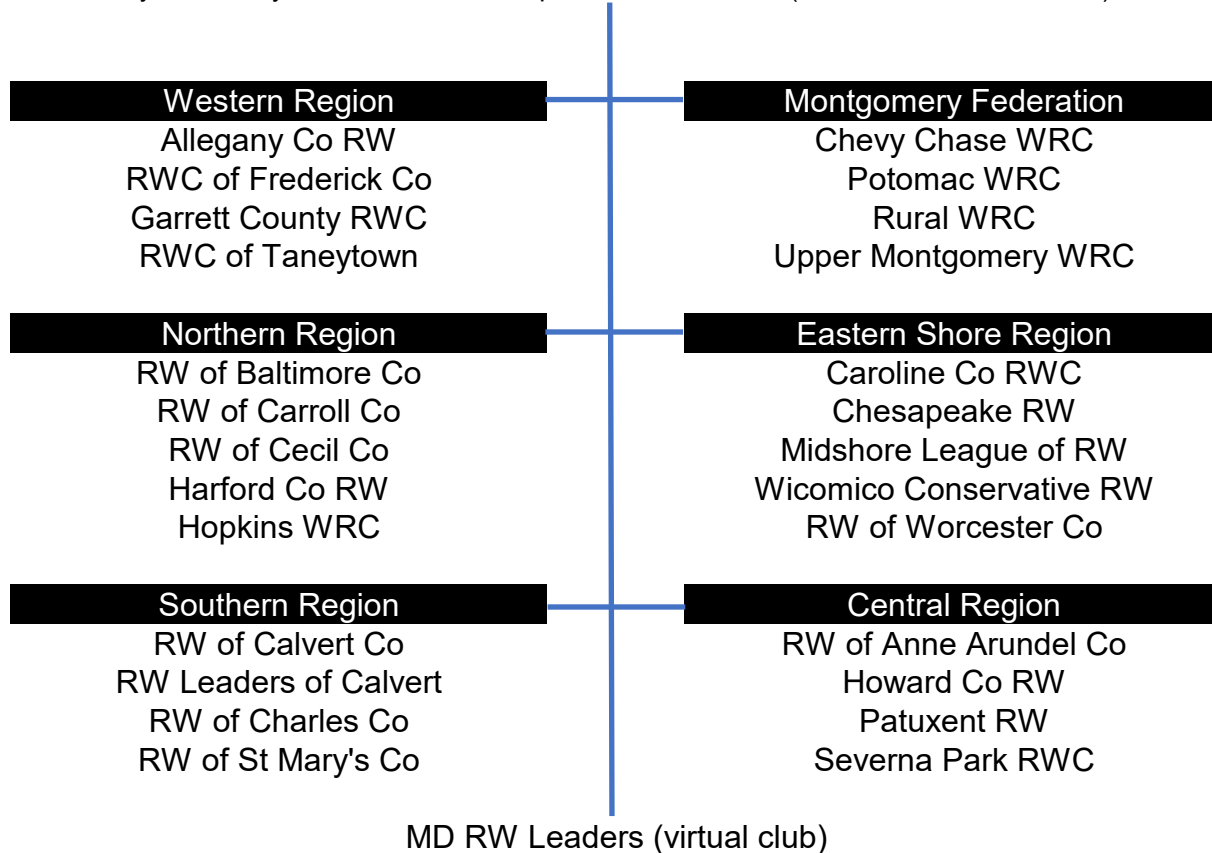 Western Region
Allegany Co RW
RWC of Frederick Co
Garrett County RWC
RWC of Taneytown
Montgomery Federation
Chevy Chase WRC
Potomac WRC
Rural WRC
Upper Montgomery WRC
Northern Region
RW of Baltimore Co
RW of Carroll Co
RW of Cecil Co
Harford Co RW
Hopkins WRC
Eastern Shore Region
Caroline Co RWC
Chesapeake RW
Midshore League of RW
Wicomico Conservative RW
RW of Worcester Co
Southern Region
RW of Calvert Co
RW Leaders of Calvert
RW of Charles Co
RW of St Mary's Co
Central Region
RW of Anne Arundel Co
Howard Co RW
Patuxent RW
Severna Park RWC
MD RW Leaders (virtual club)